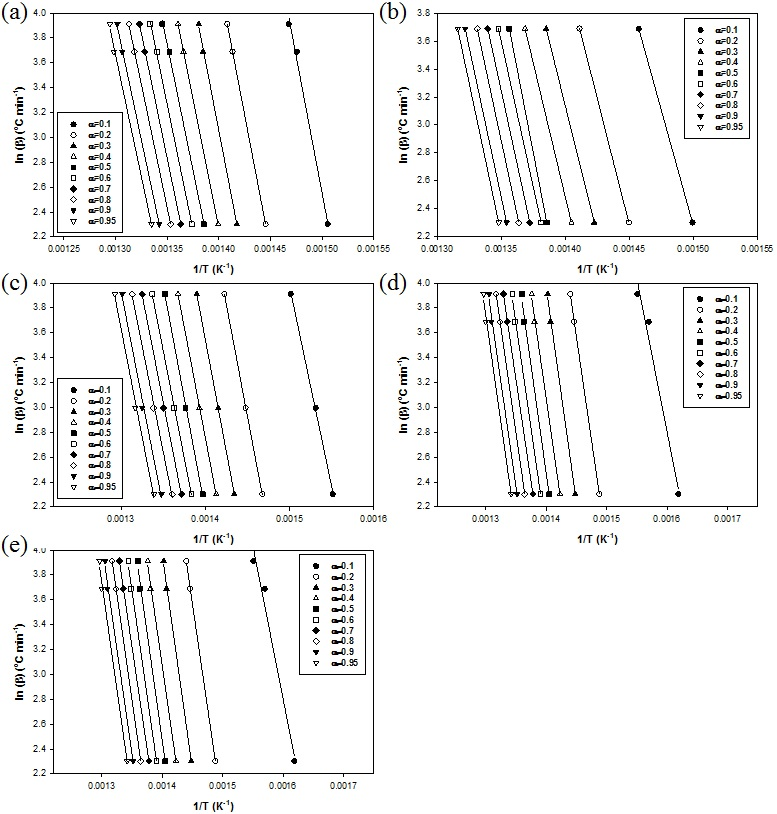 (a)
4.0
3.8
3.6
3.4
3.2
3.0
2.8
2.6
2.4
2.2
ln (β) (°C min⁻¹)
α=0.1
α=0.2
α=0.3
α=0.4
α=0.5
α=0.6
α=0.7
α=0.8
α=0.9
α=0.95
0.00125 0.00130 0.00135 0.00140 0.00145 0.00150 0.00155
1/T (K⁻¹)
(b)
3.8
3.6
3.4
3.2
3.0
2.8
2.6
2.4
2.2
ln (β) (°C min⁻¹)
α=0.1
α=0.2
α=0.3
α=0.4
α=0.5
α=0.6
α=0.7
α=0.8
α=0.9
α=0.95
0.00130 0.00135 0.00140 0.00145 0.00150 0.00155
1/T (K⁻¹)
(c)
4.0
3.8
3.6
3.4
3.2
3.0
2.8
2.6
2.4
2.2
ln (β) (°C min⁻¹)
α=0.1
α=0.2
α=0.3
α=0.4
α=0.5
α=0.6
α=0.7
α=0.8
α=0.9
α=0.95
0.0013 0.0014 0.0015 0.0016
1/T (K⁻¹)
(d)
4.0
3.8
3.6
3.4
3.2
3.0
2.8
2.6
2.4
2.2
ln (β) (°C min⁻¹)
α=0.1
α=0.2
α=0.3
α=0.4
α=0.5
α=0.6
α=0.7
α=0.8
α=0.9
α=0.95
0.0013 0.0014 0.0015 0.0016 0.0017
1/T (K⁻¹)
(e)
4.0
3.8
3.6
3.4
3.2
3.0
2.8
2.6
2.4
2.2
ln (β) (°C min⁻¹)
α=0.1
α=0.2
α=0.3
α=0.4
α=0.5
α=0.6
α=0.7
α=0.8
α=0.9
α=0.95
0.0013 0.0014 0.0015 0.0016 0.0017
1/T (K⁻¹)